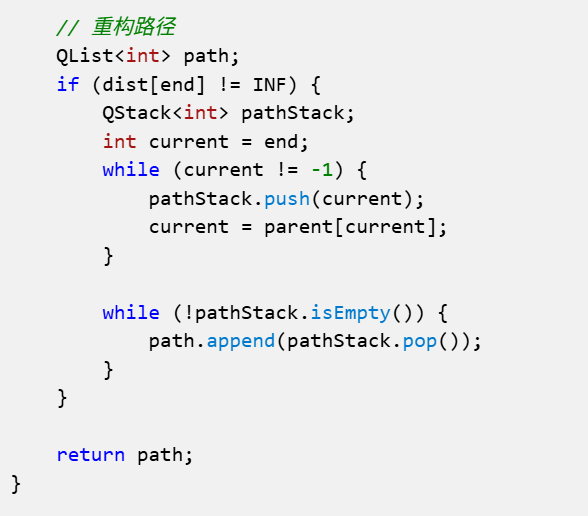 // 重构路径
    QList<int> path;
    if (dist[end] != INF) {
        QStack<int> pathStack;
        int current = end;
        while (current != -1) {
            pathStack.push(current);
            current = parent[current];
        }

        while (!pathStack.isEmpty()) {
            path.append(pathStack.pop());
        }
    }

    return path;
}